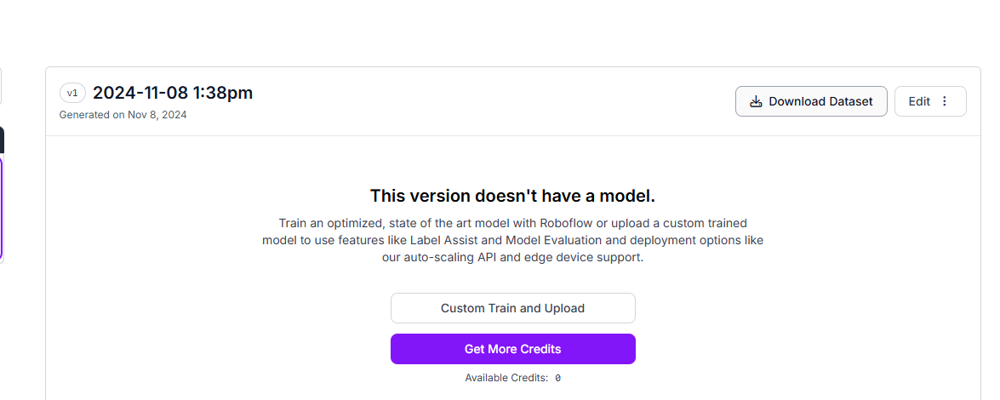 v1 2024-11-08 1:38pm
Generated on Nov 8, 2024
Download Dataset
Edit
This version doesn't have a model.
Train an optimized, state of the art model with Roboflow or upload a custom trained
model to use features like Label Assist and Model Evaluation and deployment options like
our auto-scaling API and edge device support.
Custom Train and Upload
Get More Credits
Available Credits: 0